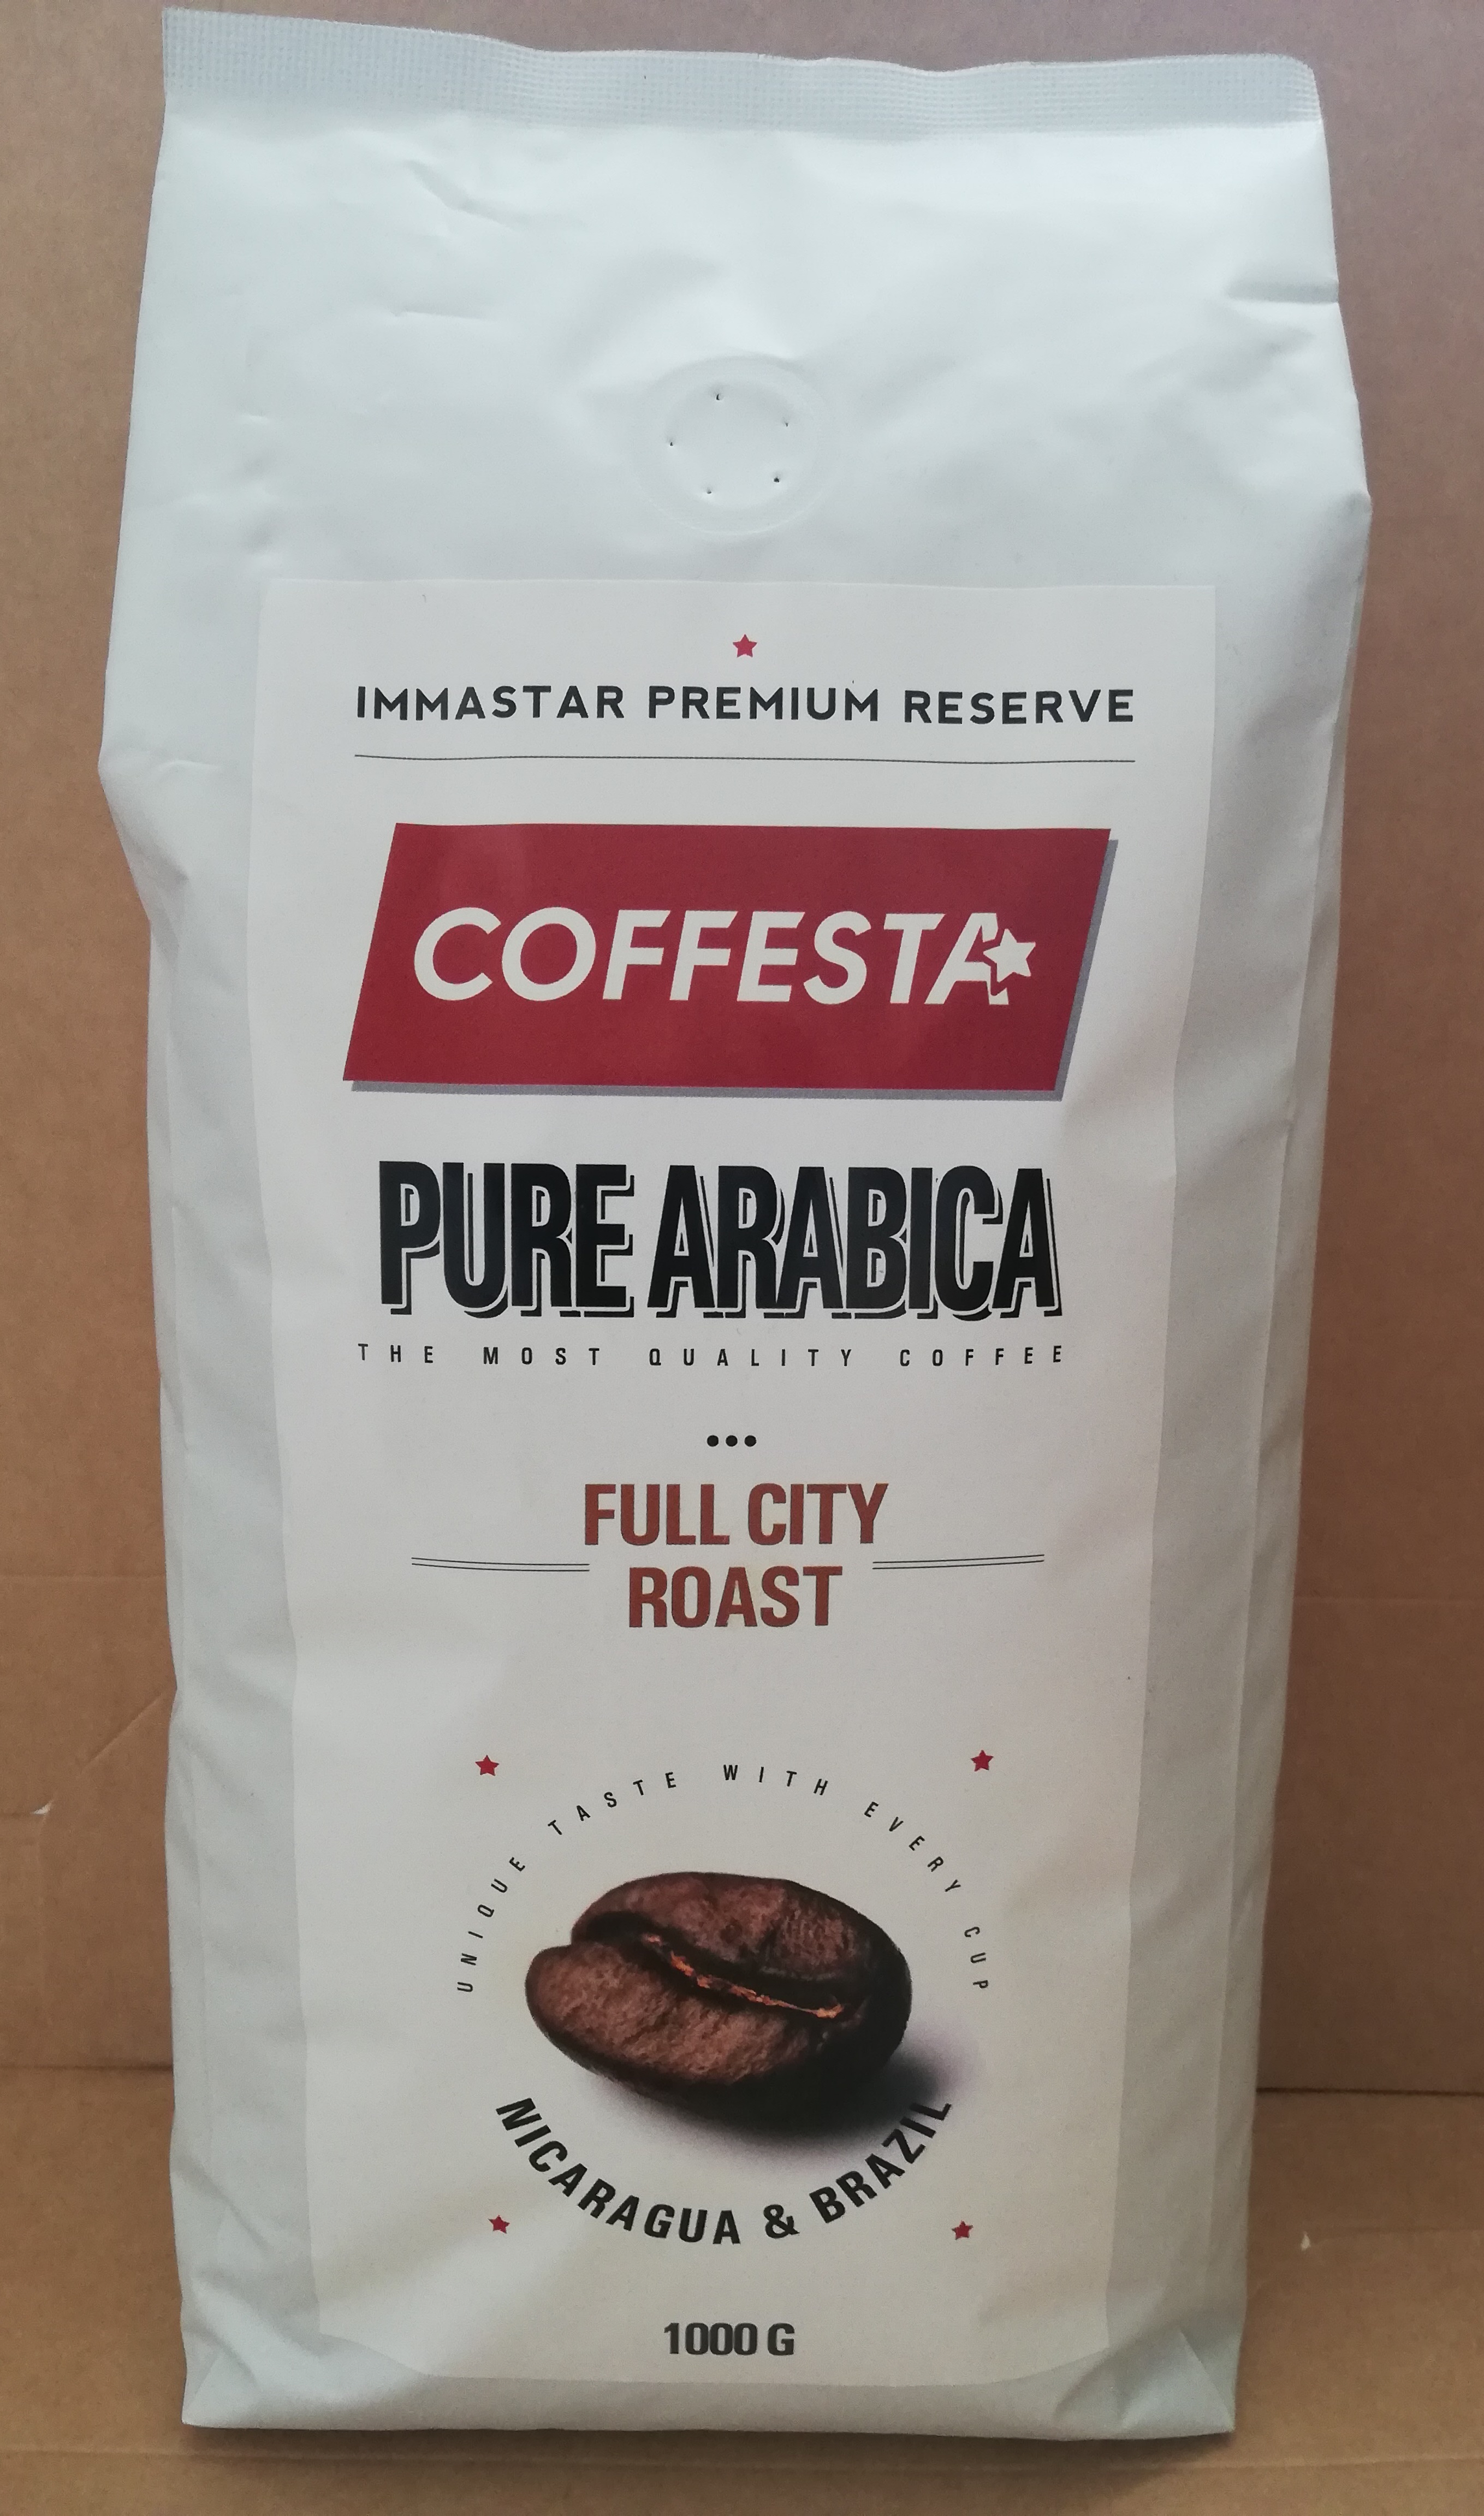 IMMASTAR PREMIUM RESERVE
COFFESTA
PURE ARABICA
THE MOST QUALITY COFFEE
FULL CITY
ROAST
UNIQUE TASTE WITH EVERY CUP
NICARAGUA & BRAZIL
1000 G